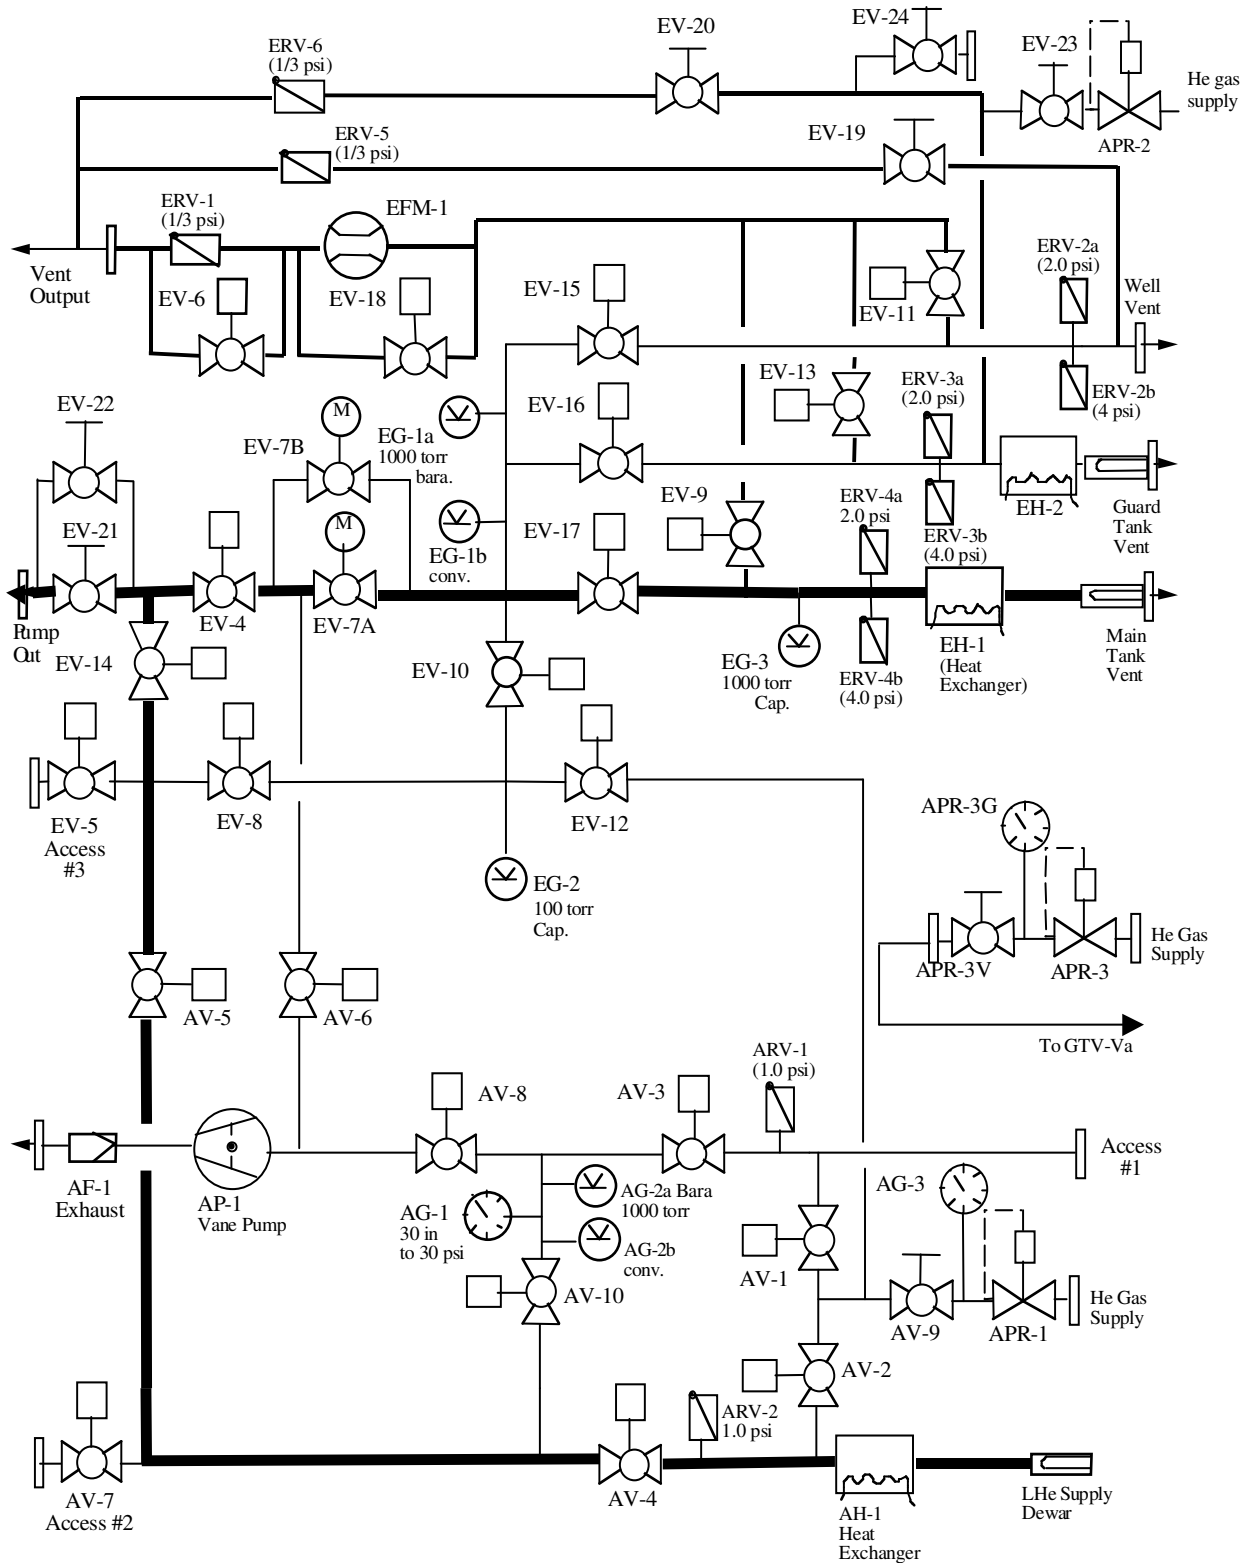 EV-24
EV-20
EV-23
ERV-6
(1/3 psi)
He gas
supply
EV-19
APR-2
ERV-5
(1/3 psi)
ERV-1
(1/3 psi)
EFM-1
ERV-2a
(2.0 psi)
Vent
Output
EV-6
EV-18
EV-15
EV-11
Well
Vent
EV-13
ERV-3a
(2.0 psi)
ERV-2b
(4 psi)
EV-22
M
EV-16
EV-7B
EG-1a
1000 torr
bara.
EV-9
ERV-4a
2.0 psi
EH-2
Guard
Tank
Vent
EV-21
M
EG-1b
conv.
EV-17
ERV-3b
(4.0 psi)
Pump
Out
EV-4
EV-7A
EV-14
EV-10
EG-3
1000 torr
Cap.
ERV-4b
(4.0 psi)
EH-1
(Heat
Exchanger)
Main
Tank
Vent
EV-5
Access
#3
EV-8
EV-12
APR-3G
EG-2
100 torr
Cap.
He Gas
Supply
APR-3V
APR-3
AV-5
AV-6
To GTV-Va
ARV-1
(1.0 psi)
AV-8
AV-3
Access
#1
AF-1
Exhaust
AP-1
Vane Pump
AG-1
30 in
to 30 psi
AG-2a Bara
1000 torr
AG-3
AG-2b
conv.
AV-1
AV-10
He Gas
Supply
AV-9
APR-1
AV-2
ARV-2
1.0 psi
AV-7
Access #2
AV-4
AH-1
Heat
Exchanger
LHe Supply
Dewar